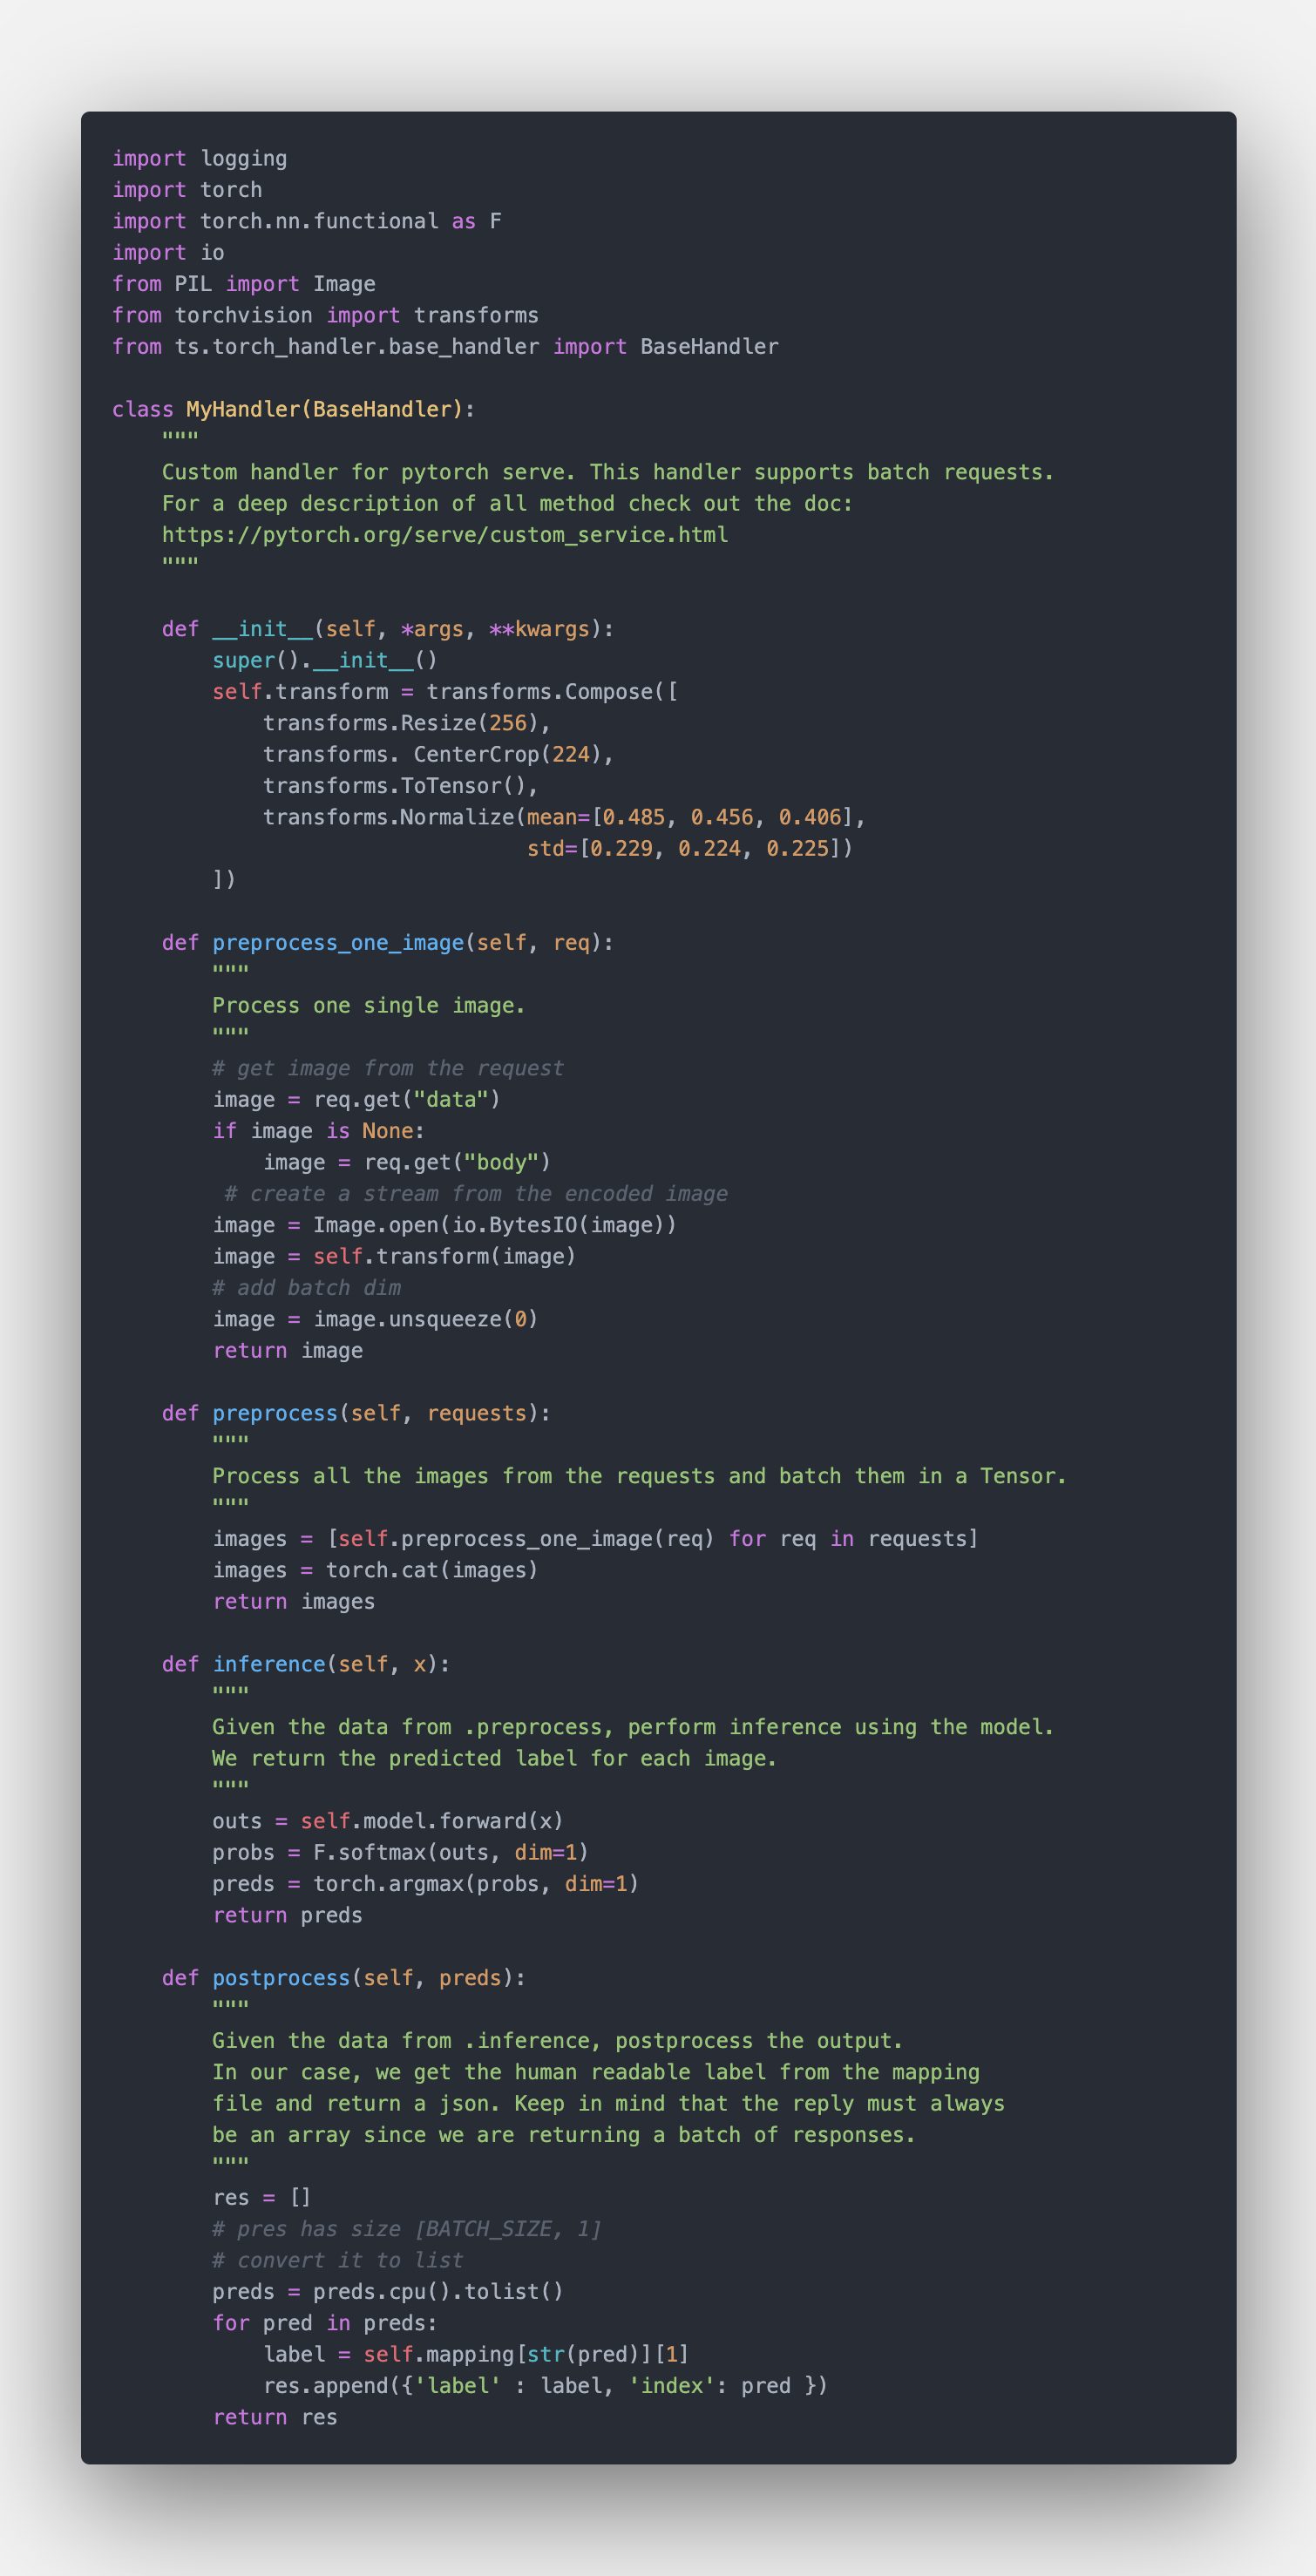 import logging
import torch
import torch.nn.functional as F
import io
from PIL import Image
from torchvision import transforms
from ts.torch_handler.base_handler import BaseHandler

class MyHandler(BaseHandler):
    """
    Custom handler for pytorch serve. This handler supports batch requests.
    For a deep description of all method check out the doc:
    https://pytorch.org/serve/custom_service.html
    """

    def __init__(self, *args, **kwargs):
        super().__init__()
        self.transform = transforms.Compose([
            transforms.Resize(256),
            transforms. CenterCrop(224),
            transforms.ToTensor(),
            transforms.Normalize(mean=[0.485, 0.456, 0.406],
                                 std=[0.229, 0.224, 0.225])
        ])

    def preprocess_one_image(self, req):
        """
        Process one single image.
        """
        # get image from the request
        image = req.get("data")
        if image is None:
            image = req.get("body")
         # create a stream from the encoded image
        image = Image.open(io.BytesIO(image))
        image = self.transform(image)
        # add batch dim
        image = image.unsqueeze(0)
        return image

    def preprocess(self, requests):
        """
        Process all the images from the requests and batch them in a Tensor.
        """
        images = [self.preprocess_one_image(req) for req in requests]
        images = torch.cat(images)
        return images

    def inference(self, x):
        """
        Given the data from .preprocess, perform inference using the model.
        We return the predicted label for each image.
        """
        outs = self.model.forward(x)
        probs = F.softmax(outs, dim=1)
        preds = torch.argmax(probs, dim=1)
        return preds

    def postprocess(self, preds):
        """
        Given the data from .inference, postprocess the output.
        In our case, we get the human readable label from the mapping
        file and return a json. Keep in mind that the reply must always
        be an array since we are returning a batch of responses.
        """
        res = []
        # pres has size [BATCH_SIZE, 1]
        # convert it to list
        preds = preds.cpu().tolist()
        for pred in preds:
            label = self.mapping[str(pred)][1]
            res.append({'label' : label, 'index': pred })
        return res